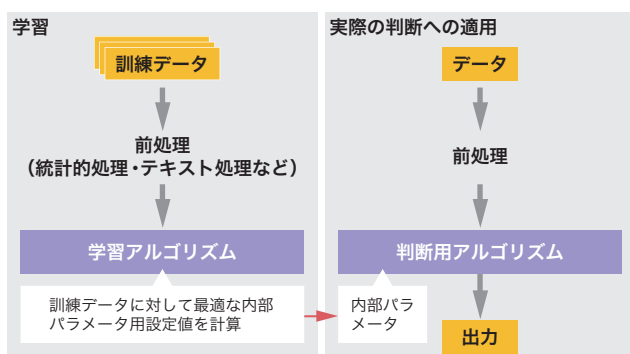 学習
訓練データ
前処理
（統計的処理・テキスト処理など）
学習アルゴリズム
訓練データに対して最適な内部
パラメータ用設定値を計算
実際の判断への適用
データ
前処理
判断用アルゴリズム
内部パラ
メータ
出力